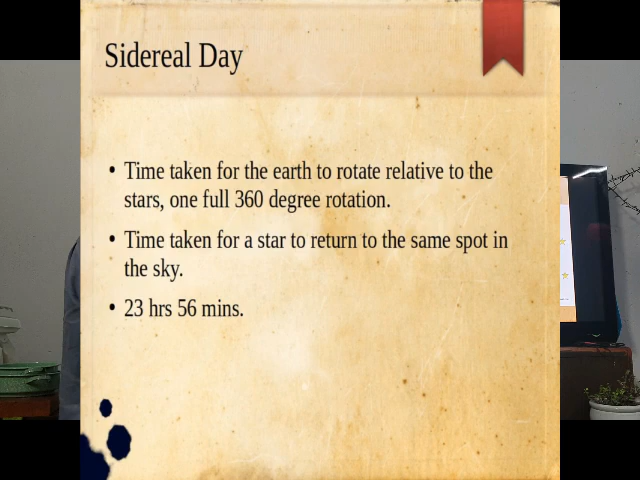 Sidereal Day
• Time taken for the earth to rotate relative to the
stars, one full 360 degree rotation.
• Time taken for a star to return to the same spot in
the sky.
• 23 hrs 56 mins.